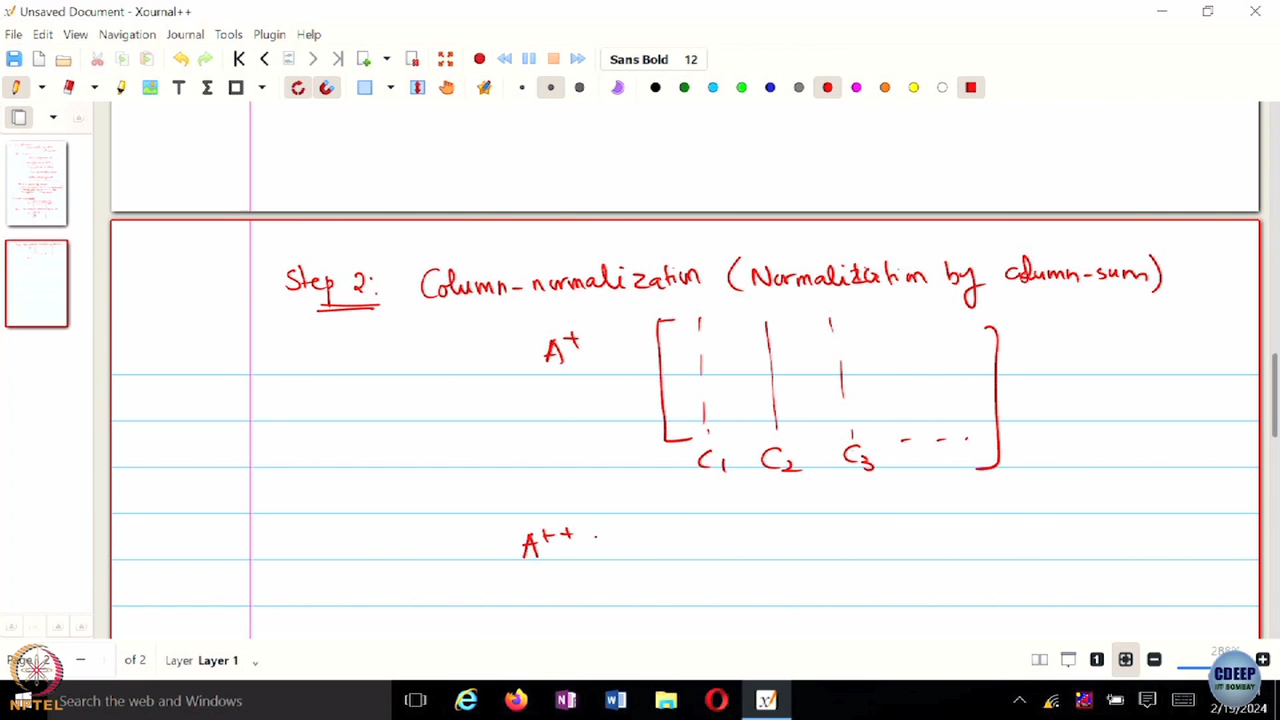 Unsaved Document - Xournal++
File Edit View Navigation Journal Tools Plugin Help
Sans Bold 12
Step 2: Column-normalization (Normalization by column-sum)
A++
A+
C1 C2 C3 - - -
Page 2 of 2 Layer Layer 1
288%
Search the web and Windows
NPTEL
CDEEP
IIT BOMBAY
2/19/2024